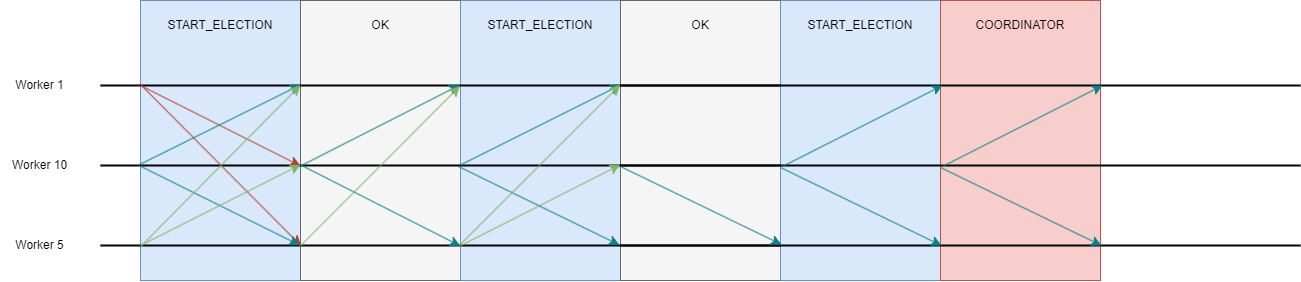 START_ELECTION
OK
START_ELECTION
OK
START_ELECTION
COORDINATOR
Worker 1
Worker 10
Worker 5